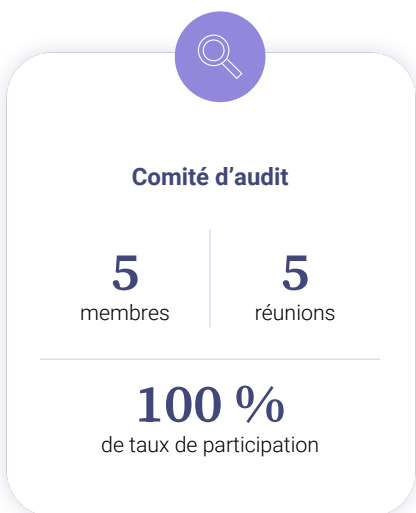 Comité d’audit
5
membres
5
réunions
100 %
de taux de participation